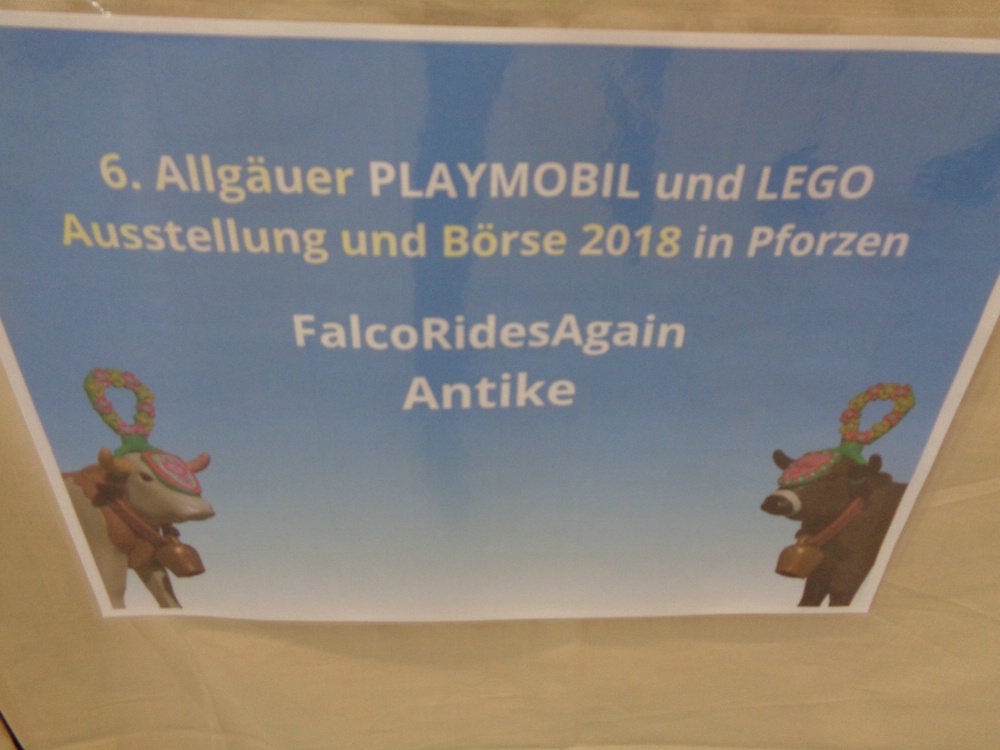 6. Allgäuer PLAYMOBIL und LEGO
Ausstellung und Börse 2018 in Pforzen
FalcoRidesAgain
Antike